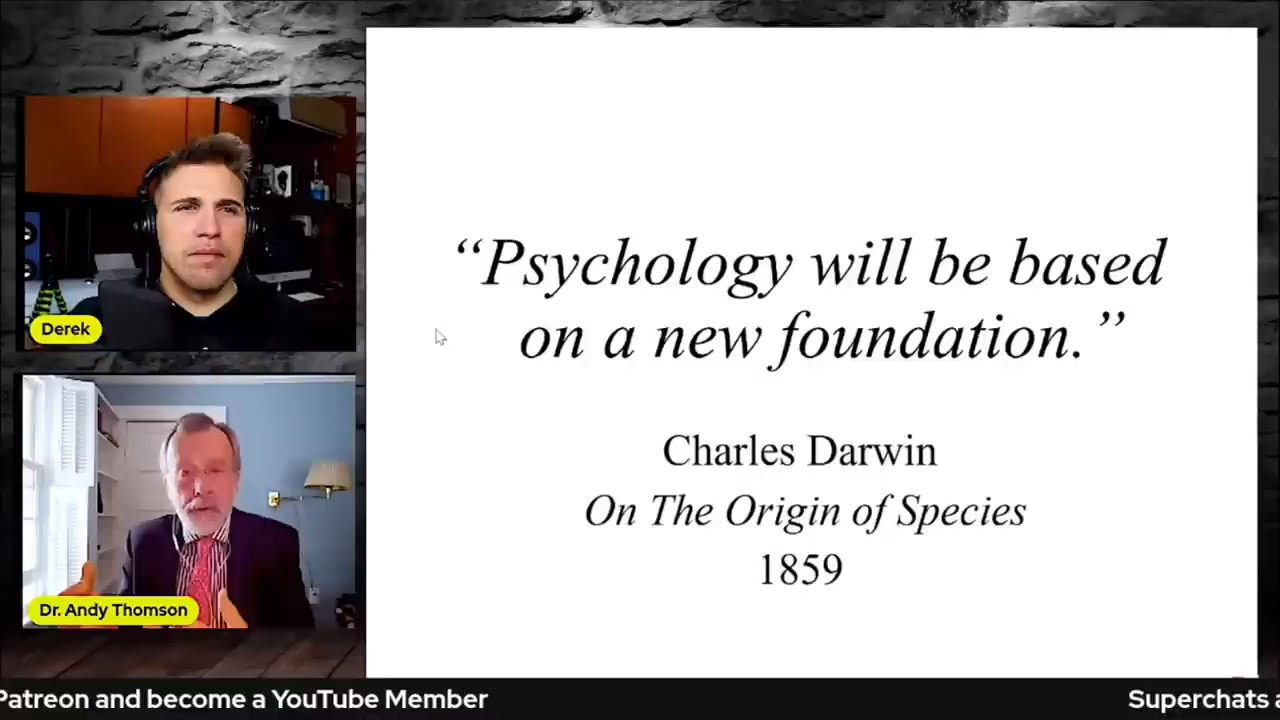 Derek
Dr. Andy Thomson
“Psychology will be based
on a new foundation.”
Charles Darwin
On The Origin of Species
1859
Patreon and become a YouTube Member
Superchats